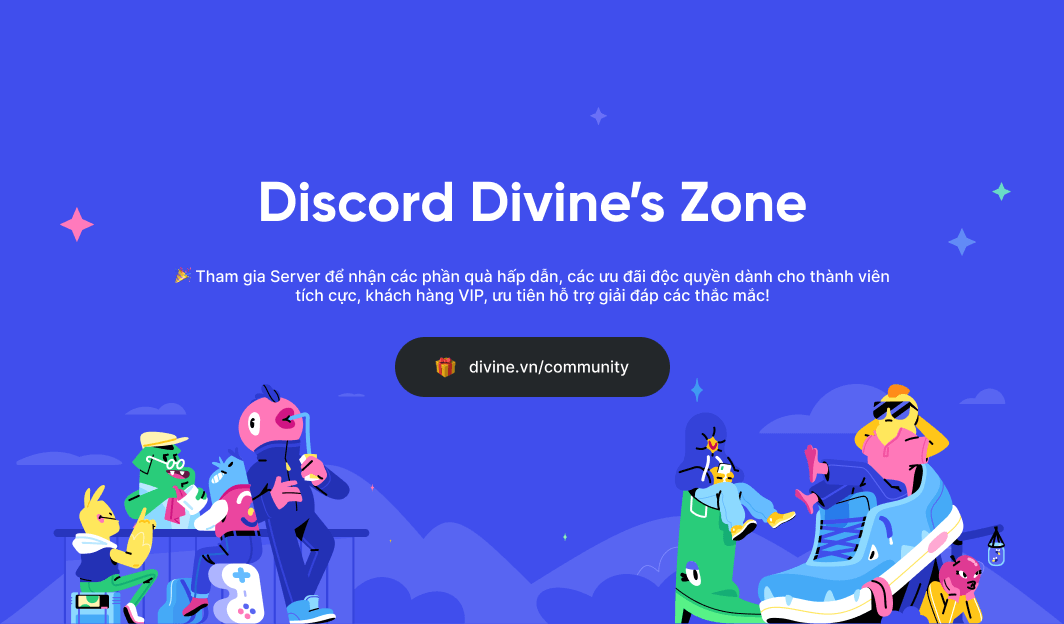 Discord Divine’s Zone
🎉 Tham gia Server để nhận các phần quà hấp dẫn, các ưu đãi độc quyền dành cho thành viên
tích cực, khách hàng VIP, ưu tiên hỗ trợ giải đáp các thắc mắc!
🎁 divine.vn/community